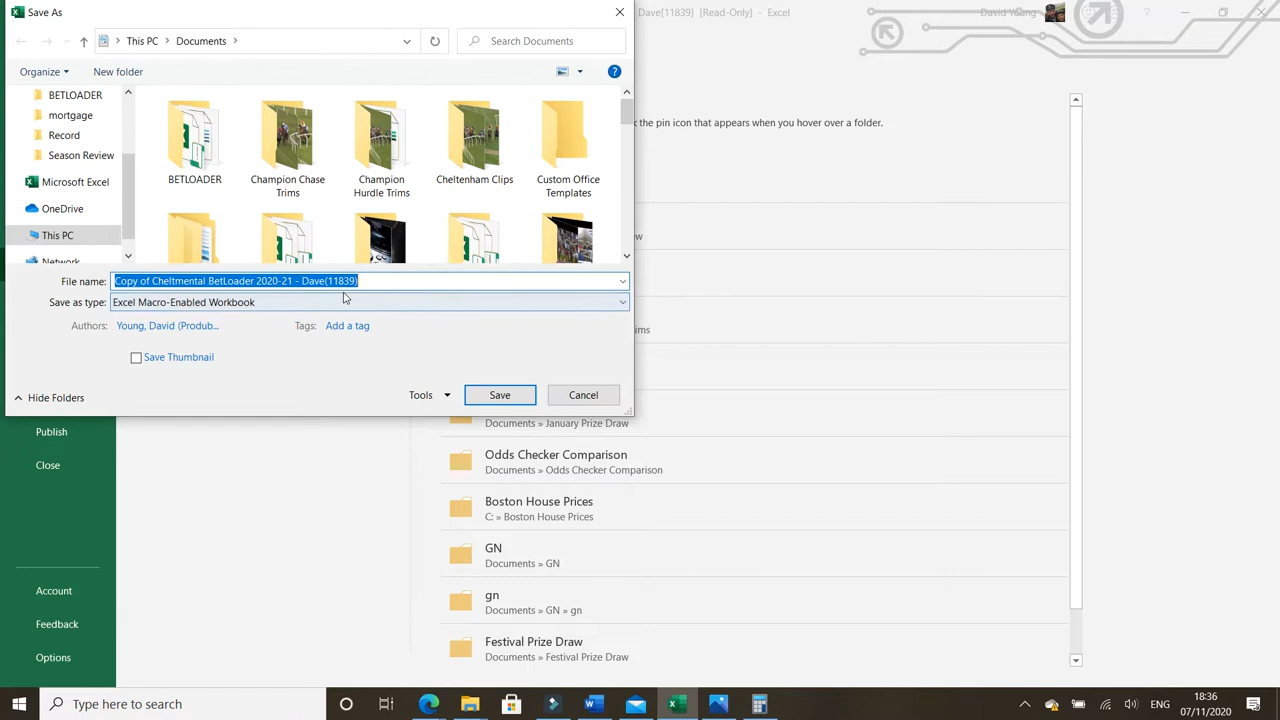 Save As
Dave(11839) [Read-Only] - Excel
David Young
This PC
Documents
Search Documents
Organize
New folder
BETLOADER
mortgage
Record
Season Review
Microsoft Excel
OneDrive
This PC
Network
BETLOADER
Champion Chase
Trims
Champion
Hurdle Trims
Cheltenham Clips
Custom Office
Templates
File name:
Copy of Cheltmental BetLoader 2020-21 - Dave(11839)
Save as type:
Excel Macro-Enabled Workbook
Authors:
Young, David (Produb...
Tags:
Add a tag
Save Thumbnail
Hide Folders
Tools
Save
Cancel
the pin icon that appears when you hover over a folder.
Publish
Close
Account
Feedback
Options
Documents » January Prize Draw
Odds Checker Comparison
Documents » Odds Checker Comparison
Boston House Prices
C: » Boston House Prices
GN
Documents » GN
gn
Documents » GN » gn
Festival Prize Draw
Documents » Festival Prize Draw
Type here to search
ENG
18:36
07/11/2020